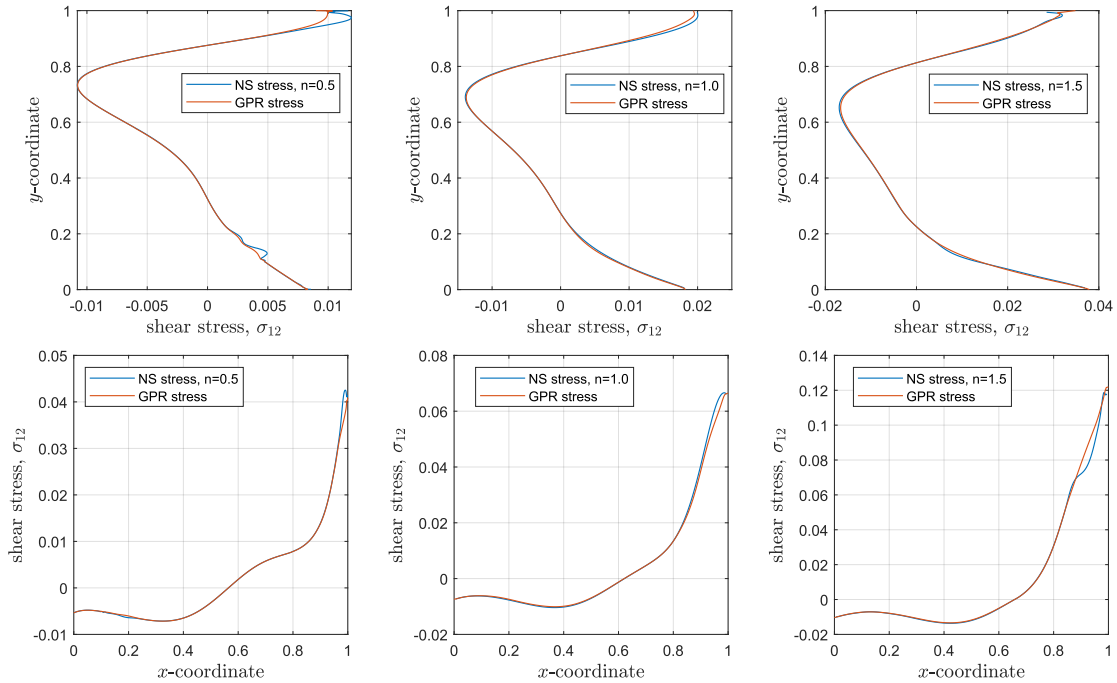 1
0.8
0.6
0.4
0.2
0
y-coordinate
NS stress, n=0.5
GPR stress
-0.01 -0.005 0 0.005 0.01
shear stress, σ12
1
0.8
0.6
0.4
0.2
0
y-coordinate
NS stress, n=1.0
GPR stress
-0.01 0 0.01 0.02
shear stress, σ12
1
0.8
0.6
0.4
0.2
0
y-coordinate
NS stress, n=1.5
GPR stress
-0.02 0 0.02 0.04
shear stress, σ12
0.05
0.04
0.03
0.02
0.01
0
-0.01
shear stress, σ12
NS stress, n=0.5
GPR stress
0 0.2 0.4 0.6 0.8 1
x-coordinate
0.08
0.06
0.04
0.02
0
-0.02
shear stress, σ12
NS stress, n=1.0
GPR stress
0 0.2 0.4 0.6 0.8 1
x-coordinate
0.14
0.12
0.1
0.08
0.06
0.04
0.02
0
-0.02
shear stress, σ12
NS stress, n=1.5
GPR stress
0 0.2 0.4 0.6 0.8 1
x-coordinate